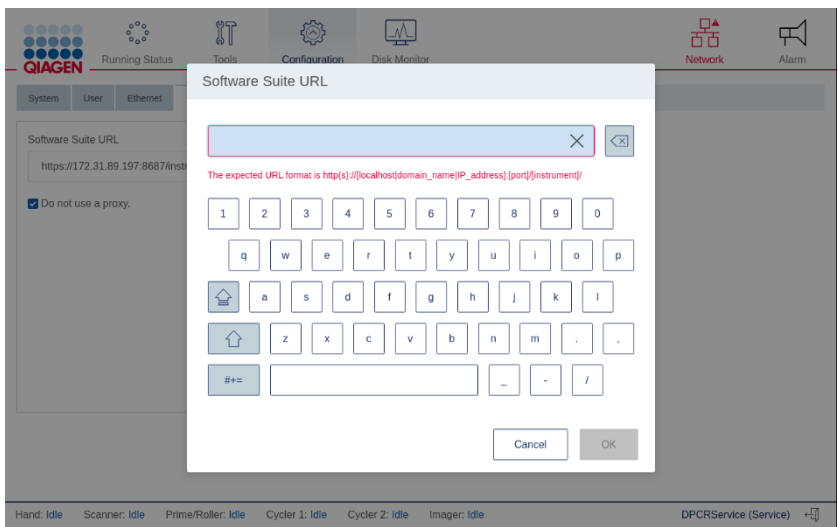 QIAGEN
Running Status
Tools
Configuration
Disk Monitor
Network
Alarm
System
User
Ethernet
Software Suite URL
https://172.31.89.197:8687/instr
Do not use a proxy.
Software Suite URL
The expected URL format is http(s)://[localhost|domain_name|IP_address]:[port]/[instrument]/
1 2 3 4 5 6 7 8 9 0
q w e r t y u i o p
a s d f g h j k l
z x c v b n m . ,
#+= _ - /
Cancel OK
Hand: Idle Scanner: Idle Prime/Roller: Idle Cycler 1: Idle Cycler 2: Idle Imager: Idle DPCRService (Service)